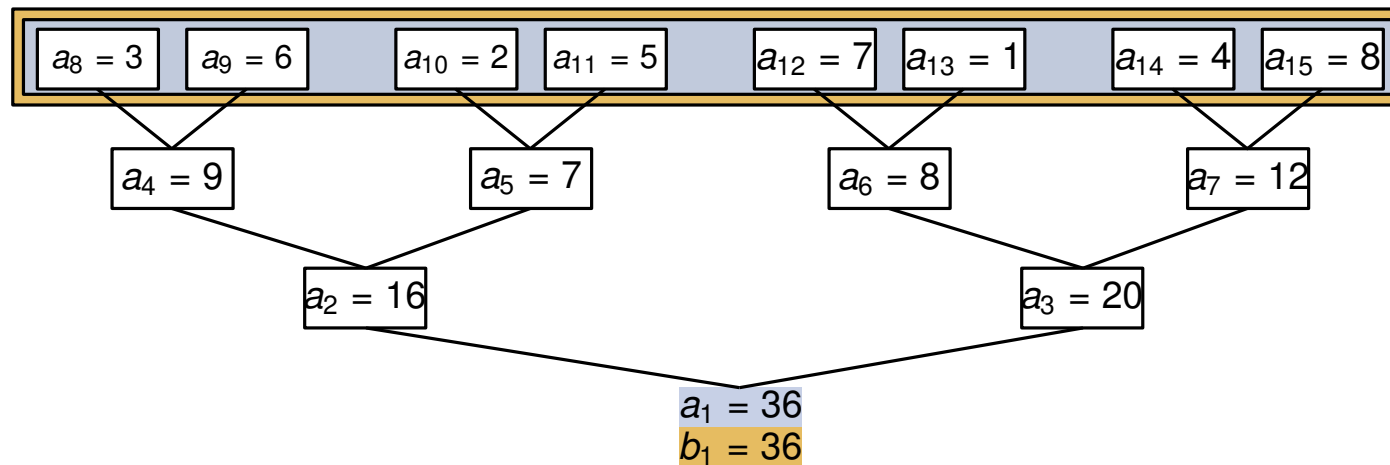 a₈ = 3 a₉ = 6 a₁₀ = 2 a₁₁ = 5 a₁₂ = 7 a₁₃ = 1 a₁₄ = 4 a₁₅ = 8
a₄ = 9 a₅ = 7 a₆ = 8 a₇ = 12
a₂ = 16 a₃ = 20
a₁ = 36
b₁ = 36